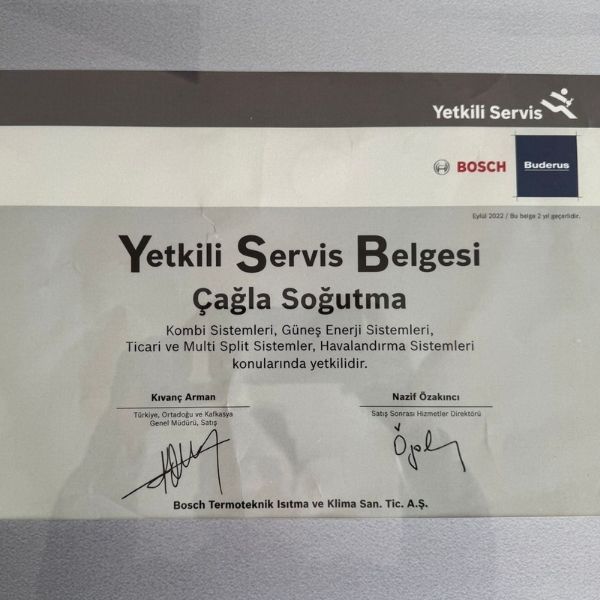 Yetkili Servis
BOSCH
Buderus
Eylül 2022 / Bu belge 2 yıl geçerlidir.
Yetkili Servis Belgesi
Çağla Soğutma
Kombi Sistemleri, Güneş Enerji Sistemleri,
Ticari ve Multi Split Sistemler, Havalandırma Sistemleri
konularında yetkilidir.
Kıvanç Arman
Türkiye, Ortadoğu ve Kafkasya
Genel Müdürü, Satış
Nazif Özakıncı
Satış Sonrası Hizmetler Direktörü
Bosch Termoteknik Isıtma ve Klima San. Tic. A.Ş.